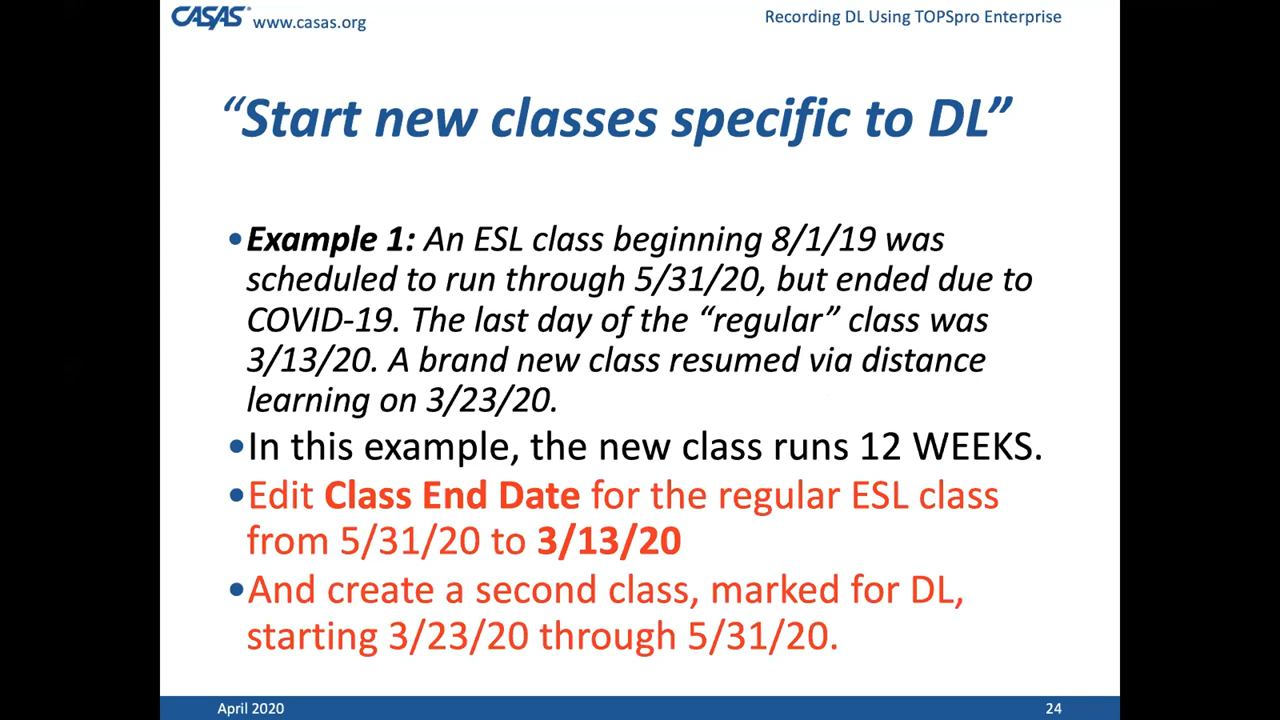 CASAS® www.casas.org
Recording DL Using TOPSpro Enterprise
“Start new classes specific to DL”
•Example 1: An ESL class beginning 8/1/19 was
scheduled to run through 5/31/20, but ended due to
COVID-19. The last day of the “regular” class was
3/13/20. A brand new class resumed via distance
learning on 3/23/20.
•In this example, the new class runs 12 WEEKS.
•Edit Class End Date for the regular ESL class
from 5/31/20 to 3/13/20
•And create a second class, marked for DL,
starting 3/23/20 through 5/31/20.
April 2020
24